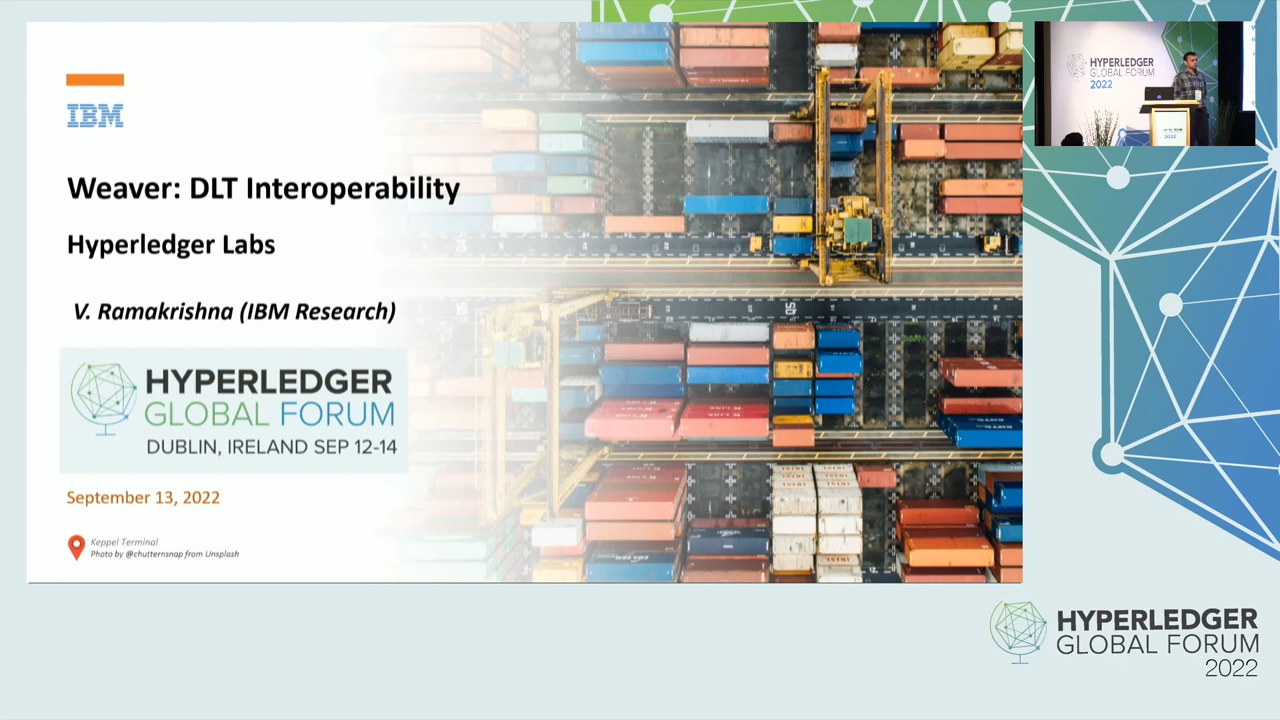 IBM
Weaver: DLT Interoperability
Hyperledger Labs
V. Ramakrishna (IBM Research)
HYPERLEDGER
GLOBAL FORUM
DUBLIN, IRELAND SEP 12-14
September 13, 2022
Keppel Terminal
Photo by @chutternsnap from Unsplash
HYPERLEDGER
GLOBAL FORUM
2022
HYPERLEDGER
GLOBAL FORUM
2022